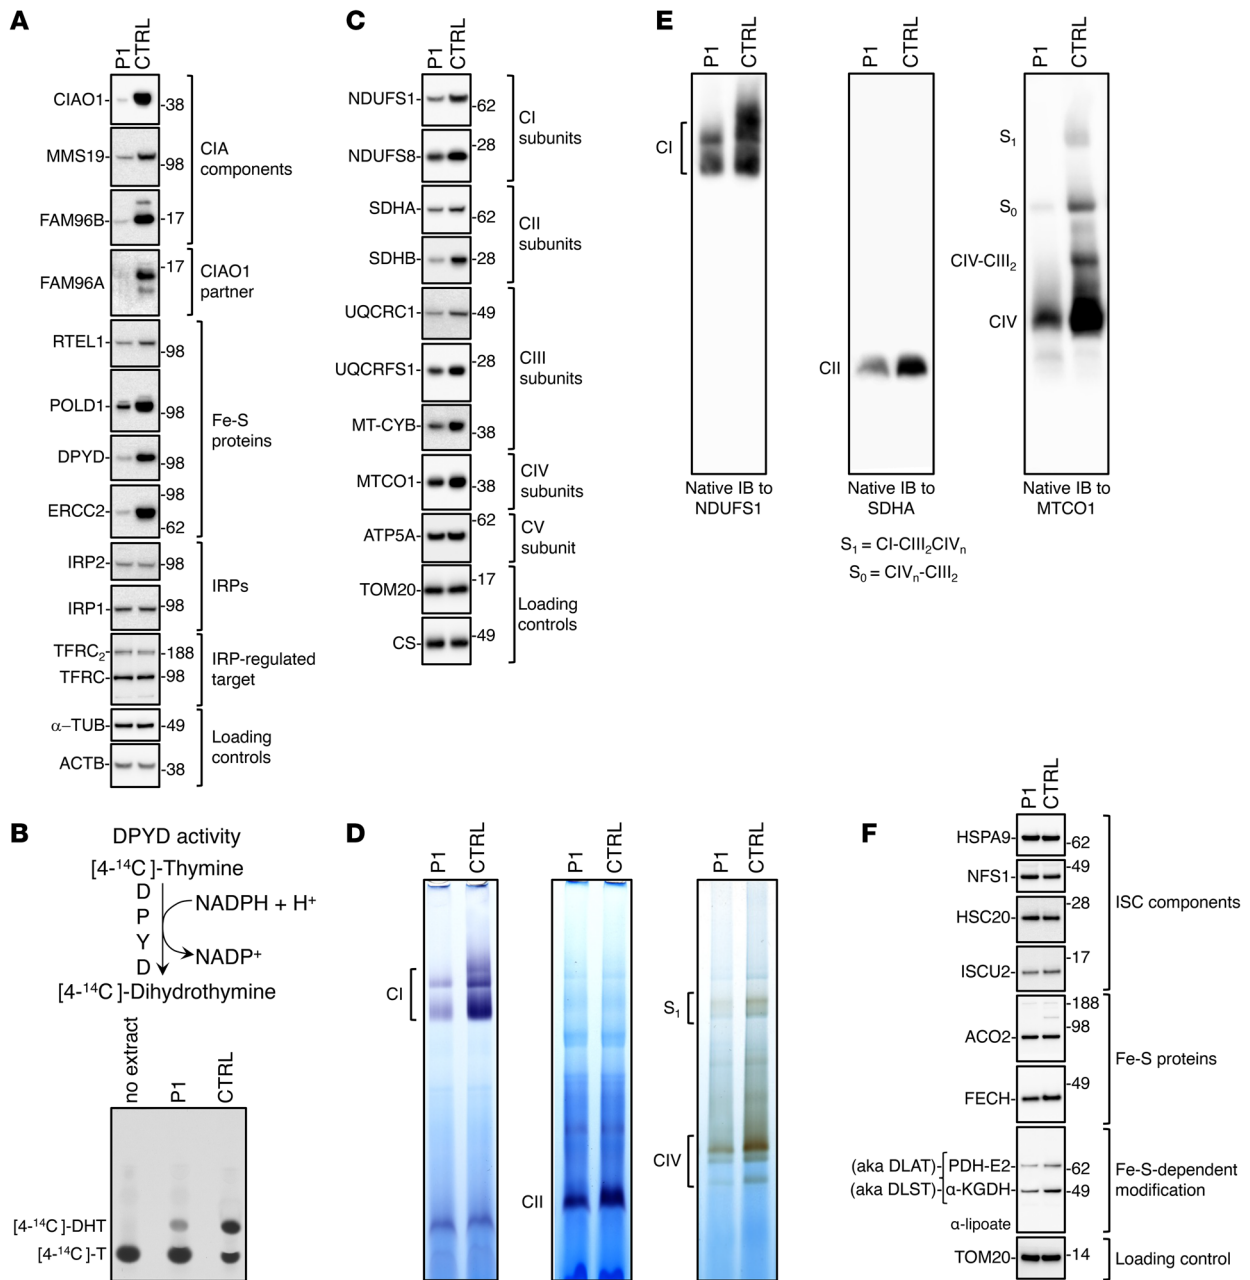 A
P1
CTRL
CIAO1
-38
MMS19
-98
CIA
components
FAM96B
-17
FAM96A
-17
CIAO1
partner
RTEL1
-98
POLD1
-98
DPYD
-98
ERCC2
-98
-62
Fe-S
proteins
IRP2
-98
IRP1
-98
IRPs
TFRC2
-188
TFRC
-98
IRP-regulated
target
α–TUB
-49
ACTB
-38
Loading
controls
B
DPYD activity
[4-14C]-Thymine
DPYD
NADPH + H+
NADP+
[4-14C]-Dihydrothymine
no extract
P1
CTRL
[4-14C]-DHT
[4-14C]-T
C
P1
CTRL
NDUFS1
-62
NDUFS8
-28
CI
subunits
SDHA
-62
SDHB
-28
CII
subunits
UQCRC1
-49
UQCRFS1
-28
MT-CYB
-38
CIII
subunits
MTCO1
-38
CIV
subunits
ATP5A
-62
CV
subunit
TOM20
-17
CS
-49
Loading
controls
D
P1
CTRL
CI
P1
CTRL
CII
P1
CTRL
S1
CIV
E
P1
CTRL
CI
Native IB to
NDUFS1
P1
CTRL
CII
Native IB to
SDHA
P1
CTRL
S1
S0
CIV-CIII2
CIV
Native IB to
MTCO1
S1 = CI-CIII2CIVn
S0 = CIVn-CIII2
F
P1
CTRL
HSPA9
-62
NFS1
-49
HSC20
-28
ISCU2
-17
ISC components
ACO2
-188
-98
FECH
-49
Fe-S proteins
(aka DLAT) PDH-E2
-62
(aka DLST) α-KGDH
-49
α-lipoate
Fe-S-dependent
modification
TOM20
-14
Loading control